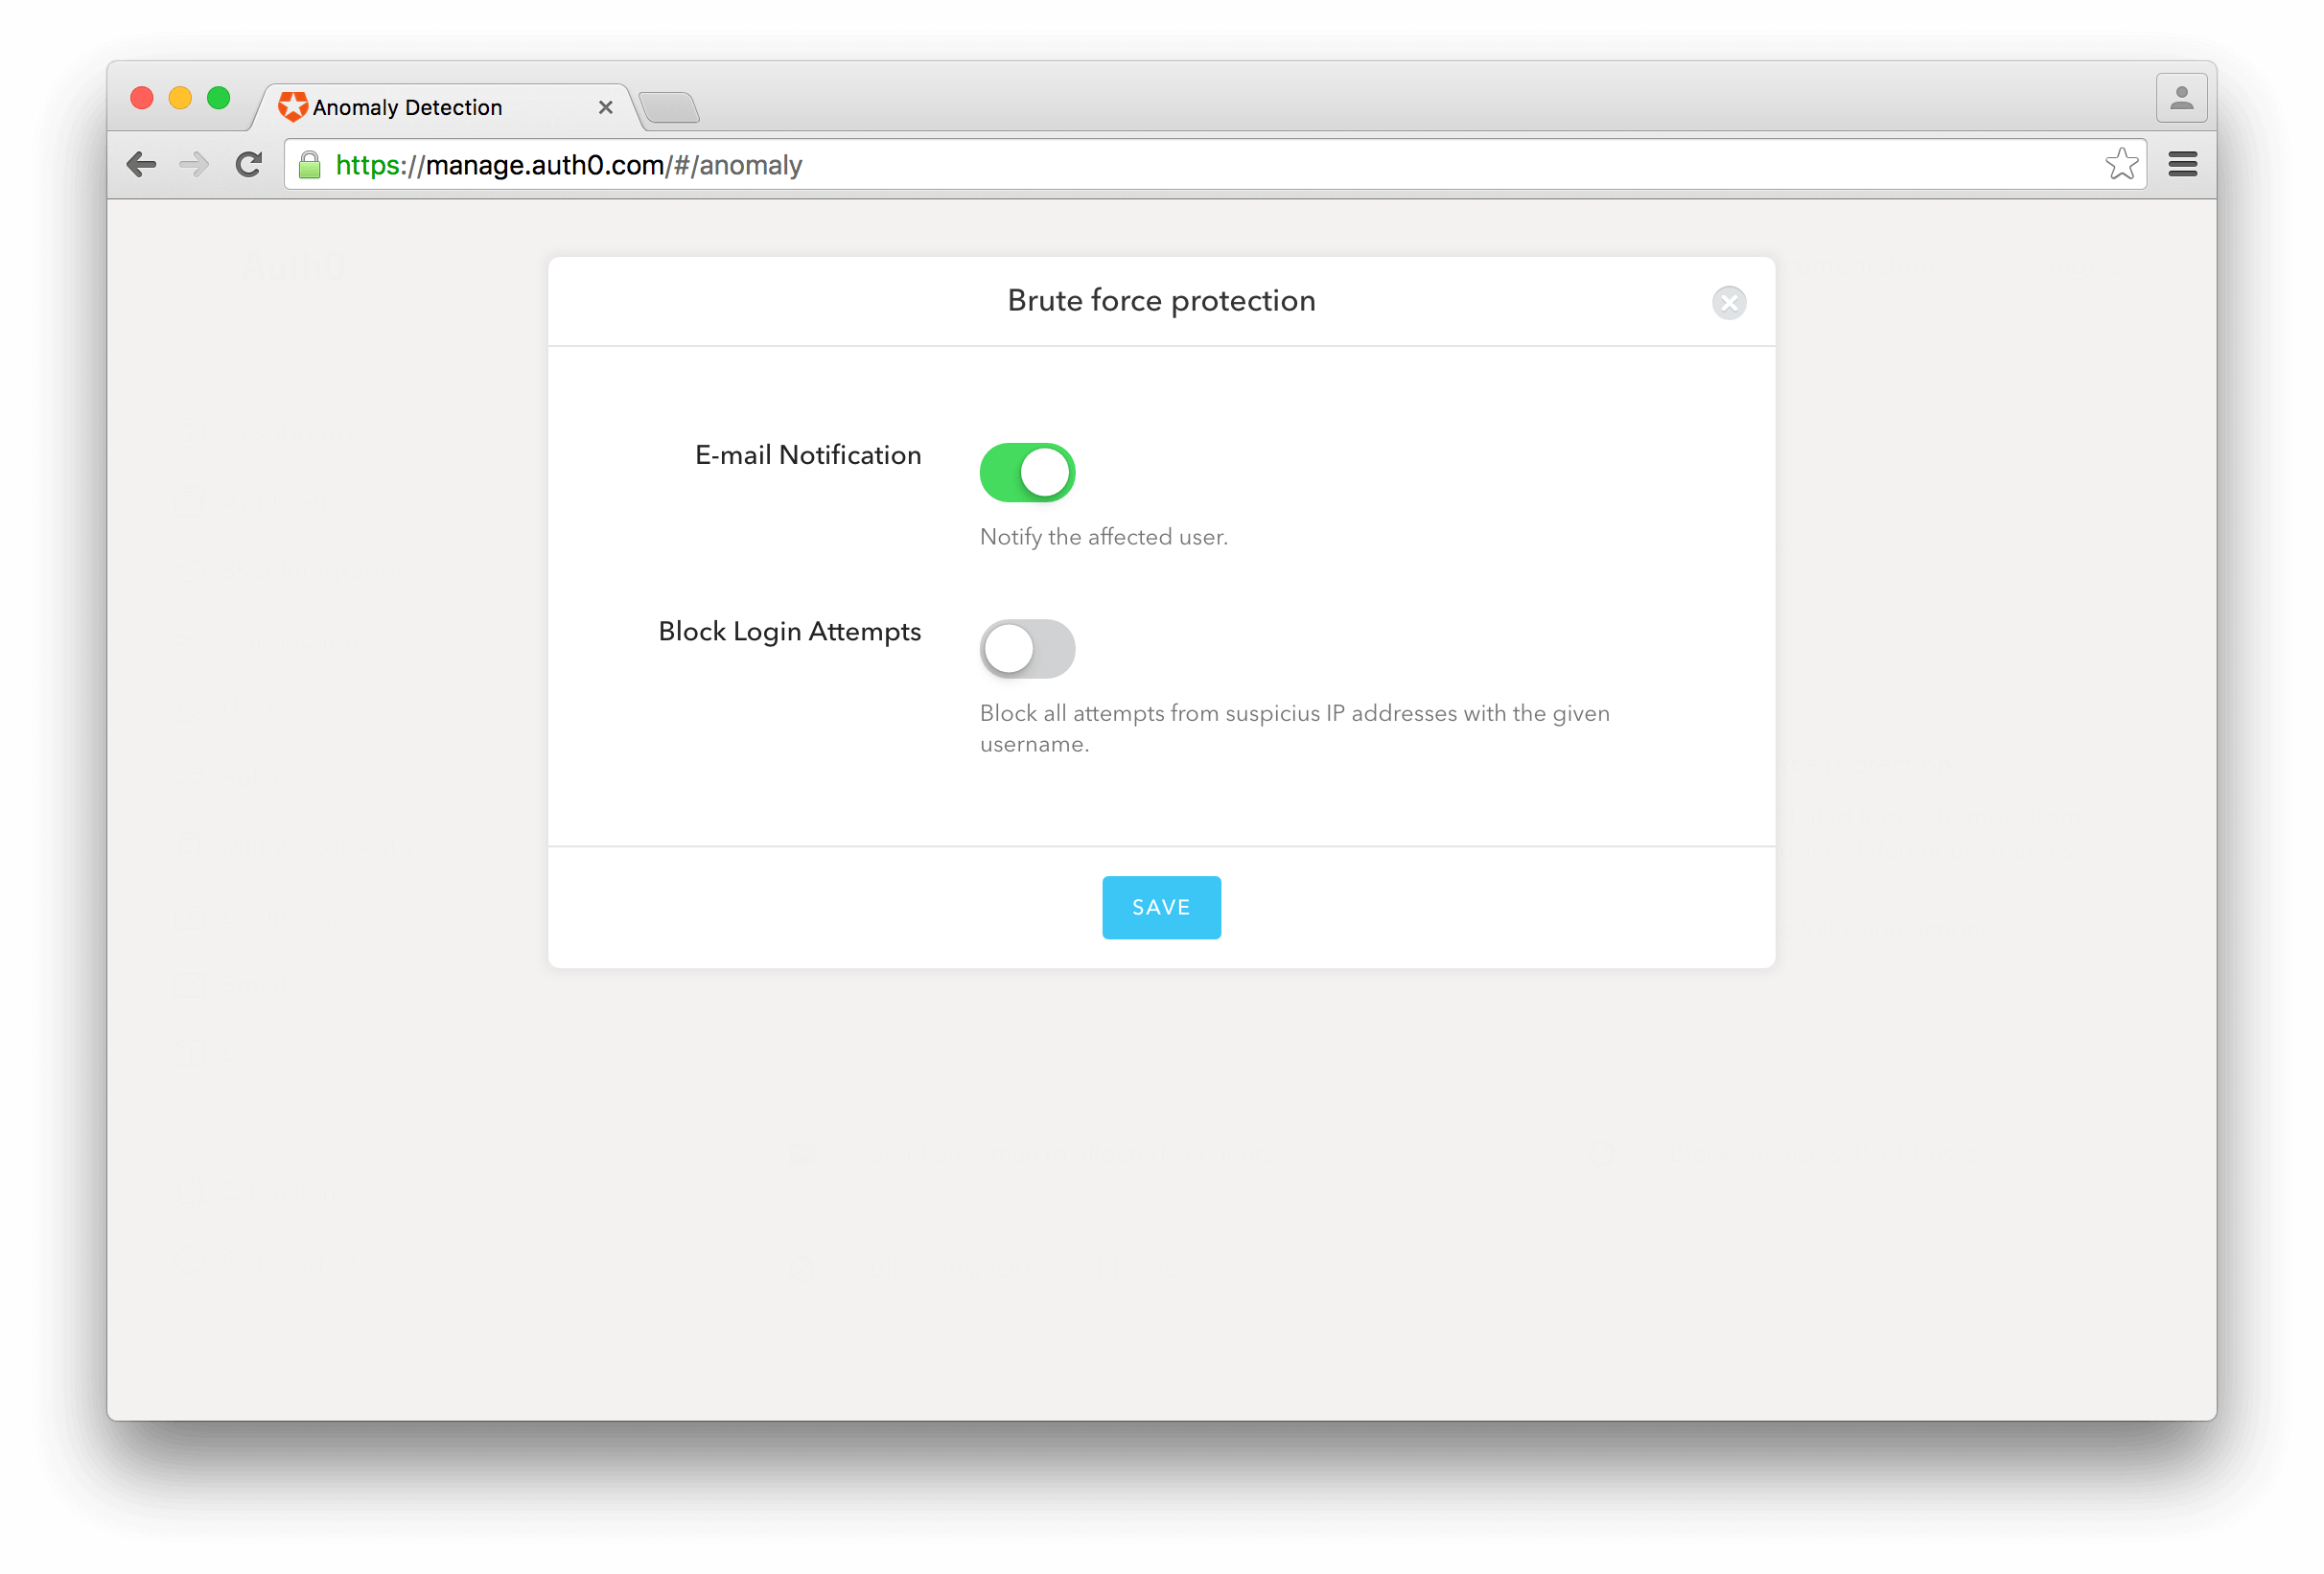 Anomaly Detection
https://manage.auth0.com/#/anomaly
Auth0
Brute force protection
E-mail Notification
Notify the affected user.
Block Login Attempts
Block all attempts from suspicius IP addresses with the given
username.
SAVE